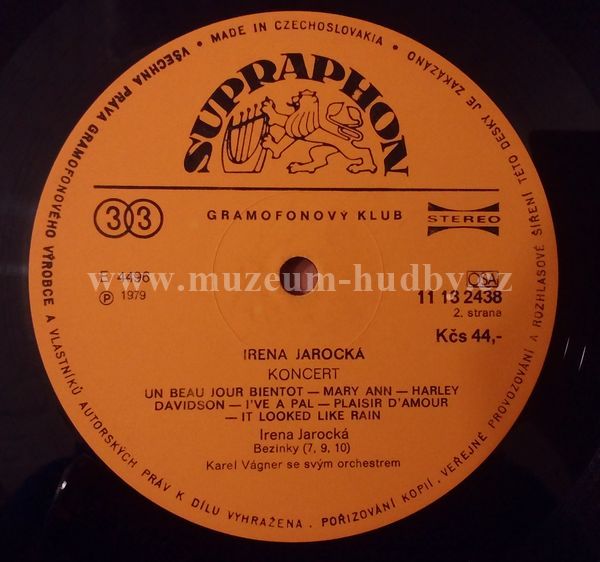 VŠECHNA PRÁVA GRAMOFONOVÉHO VÝROBCE A VLASTNÍKŮ AUTORSKÝCH PRÁV K DÍLU VYHRAŽENA. POŘIZOVÁNÍ KOPIÍ, VEŘEJNÉ PROVOZOVÁNÍ A ROZHLASOVÉ ŠÍŘENÍ TÉTO DESKY JE ZAKÁZÁNO • MADE IN CZECHOSLOVAKIA •
SUPRAPHON
33
GRAMOFONOVÝ KLUB
STEREO
E 4496
OSA
www.muzeum-hudby.cz
Ⓟ 1979
11 13 2438
2. strana
Kčs 44,-
IRENA JAROCKÁ
KONCERT
UN BEAU JOUR BIENTOT — MARY ANN — HARLEY
DAVIDSON — I'VE A PAL — PLAISIR D'AMOUR
— IT LOOKED LIKE RAIN
Irena Jarocká
Bezinky (7, 9, 10)
Karel Vágner se svým orchestrem